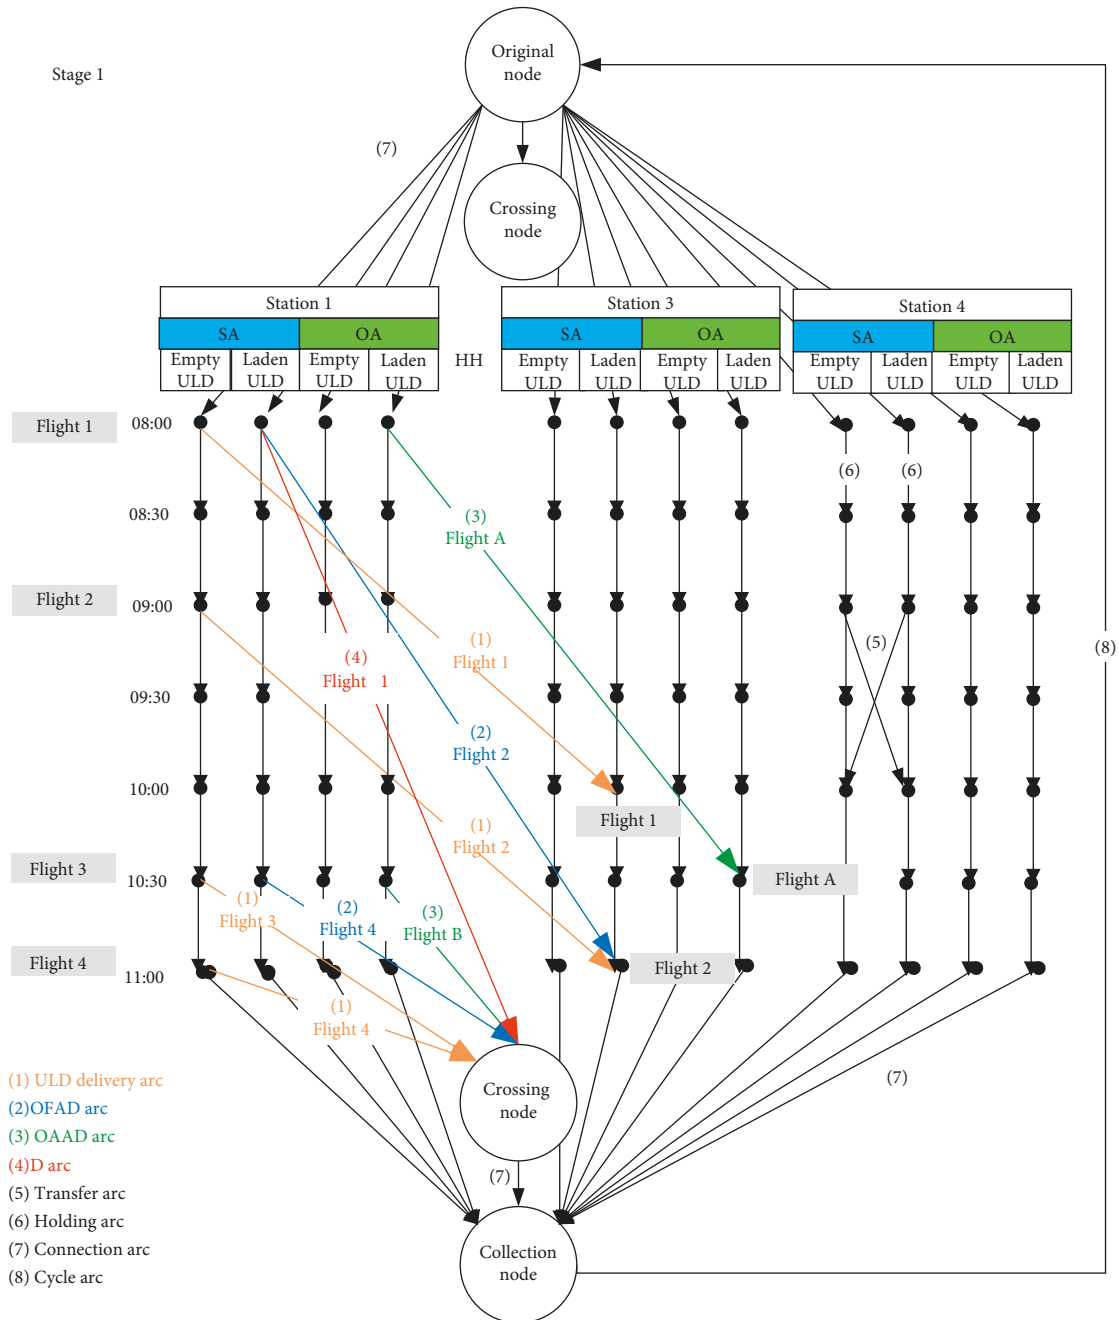 Original
node
Stage 1
(7)
Crossing
node
Station 1
Station 3
Station 4
SA
OA
SA
OA
SA
OA
Empty
ULD
Laden
ULD
Empty
ULD
Laden
ULD
HH
Empty
ULD
Laden
ULD
Empty
ULD
Laden
ULD
Empty
ULD
Laden
ULD
Empty
ULD
Laden
ULD
Flight 1
08:00
(6)
(6)
08:30
(3)
Flight A
Flight 2
09:00
(1)
Flight 1
(5)
(8)
(4)
Flight 1
09:30
(2)
Flight 2
10:00
Flight 1
(1)
Flight 2
Flight 3
10:30
Flight A
(1)
Flight 3
(2)
Flight 4
(3)
Flight B
Flight 4
11:00
Flight 2
(1)
Flight 4
Crossing
node
(7)
(7)
Collection
node
(1) ULD delivery arc
(2)OFAD arc
(3) OAAD arc
(4)D arc
(5) Transfer arc
(6) Holding arc
(7) Connection arc
(8) Cycle arc